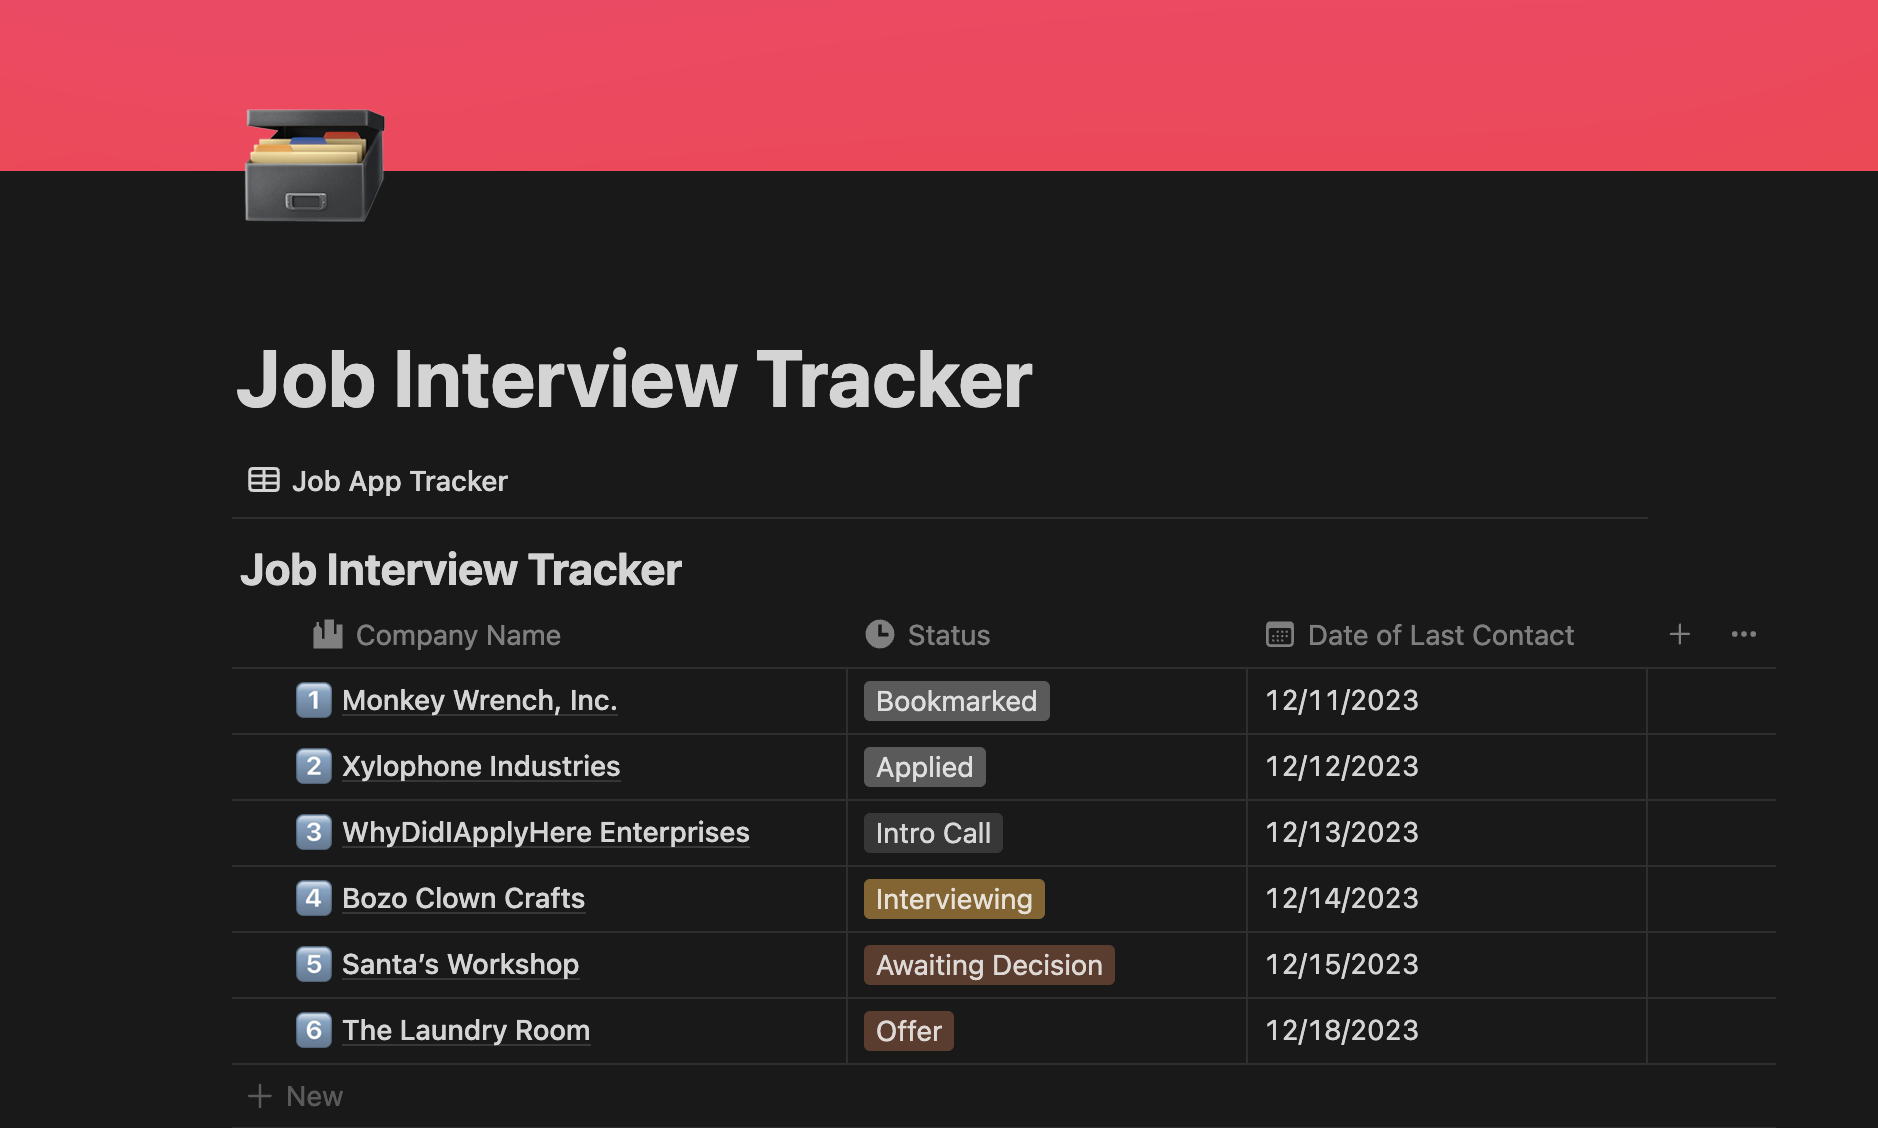 Job Interview Tracker
Job App Tracker
Job Interview Tracker
Company Name Status Date of Last Contact
1 Monkey Wrench, Inc. Bookmarked 12/11/2023
2 Xylophone Industries Applied 12/12/2023
3 WhyDidIApplyHere Enterprises Intro Call 12/13/2023
4 Bozo Clown Crafts Interviewing 12/14/2023
5 Santa’s Workshop Awaiting Decision 12/15/2023
6 The Laundry Room Offer 12/18/2023
+ New